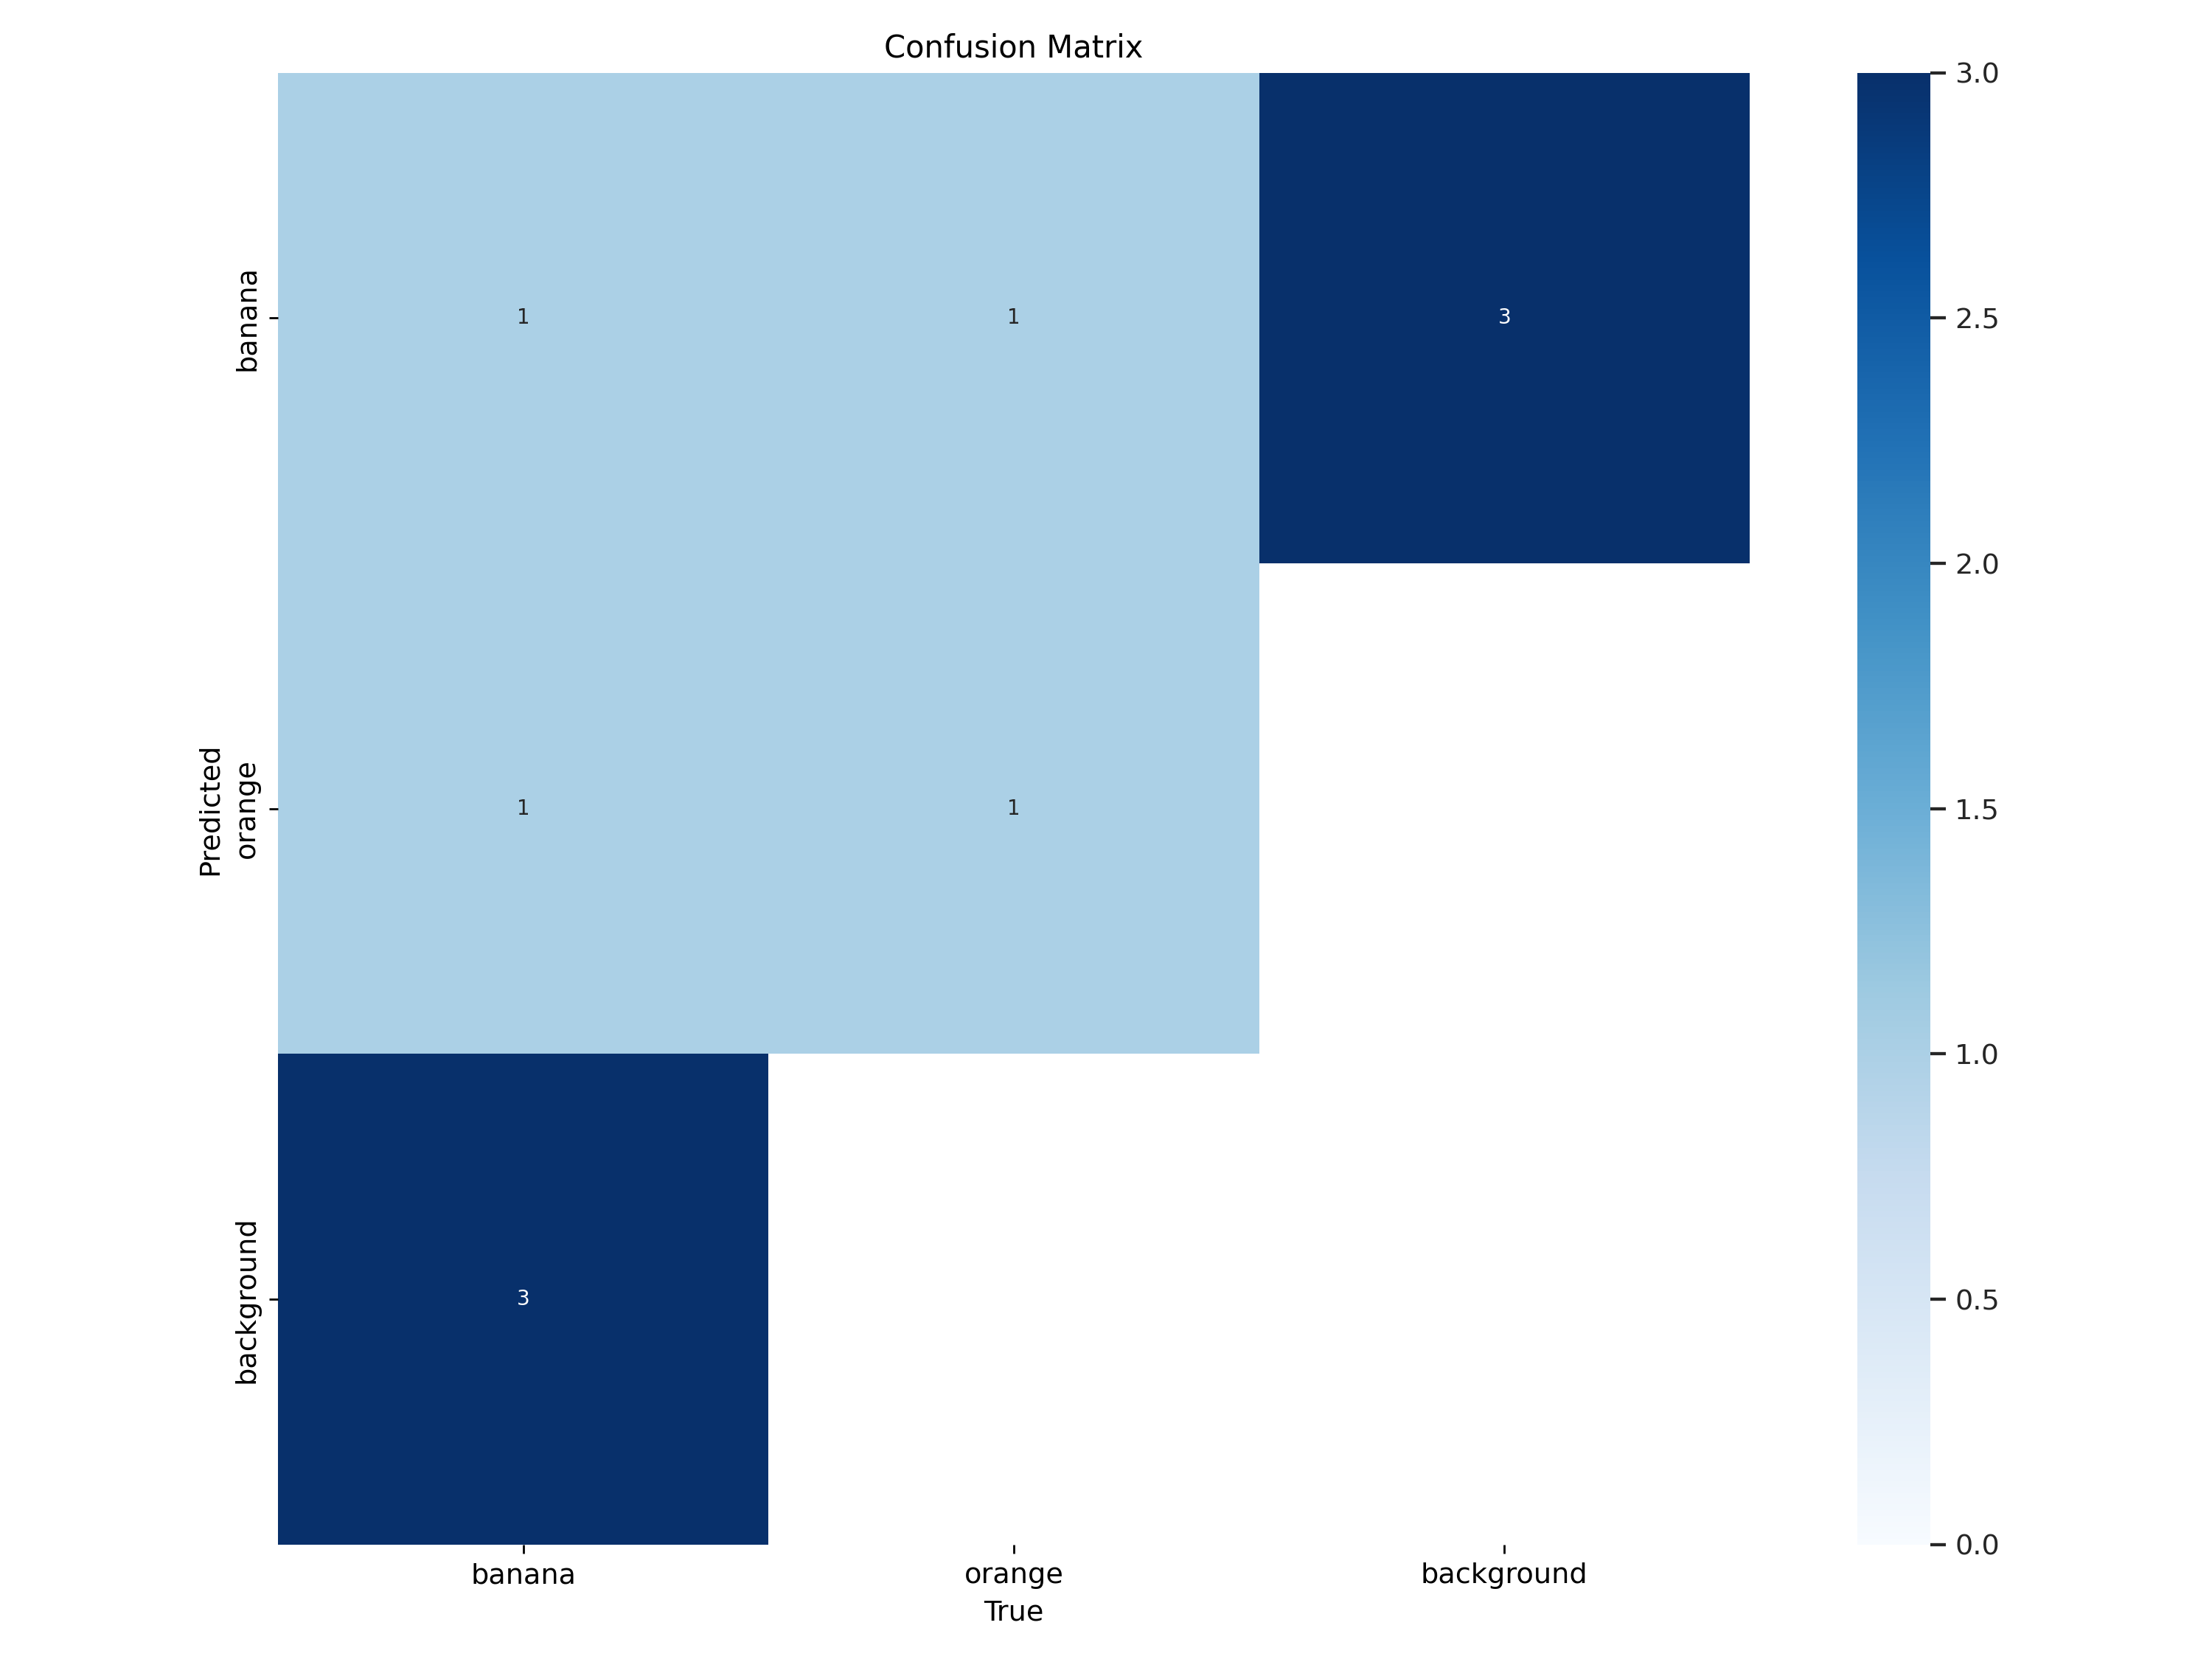 Confusion Matrix
banana
orange
background
Predicted
1 1 3
1 1
3
banana orange background
True
3.0
2.5
2.0
1.5
1.0
0.5
0.0